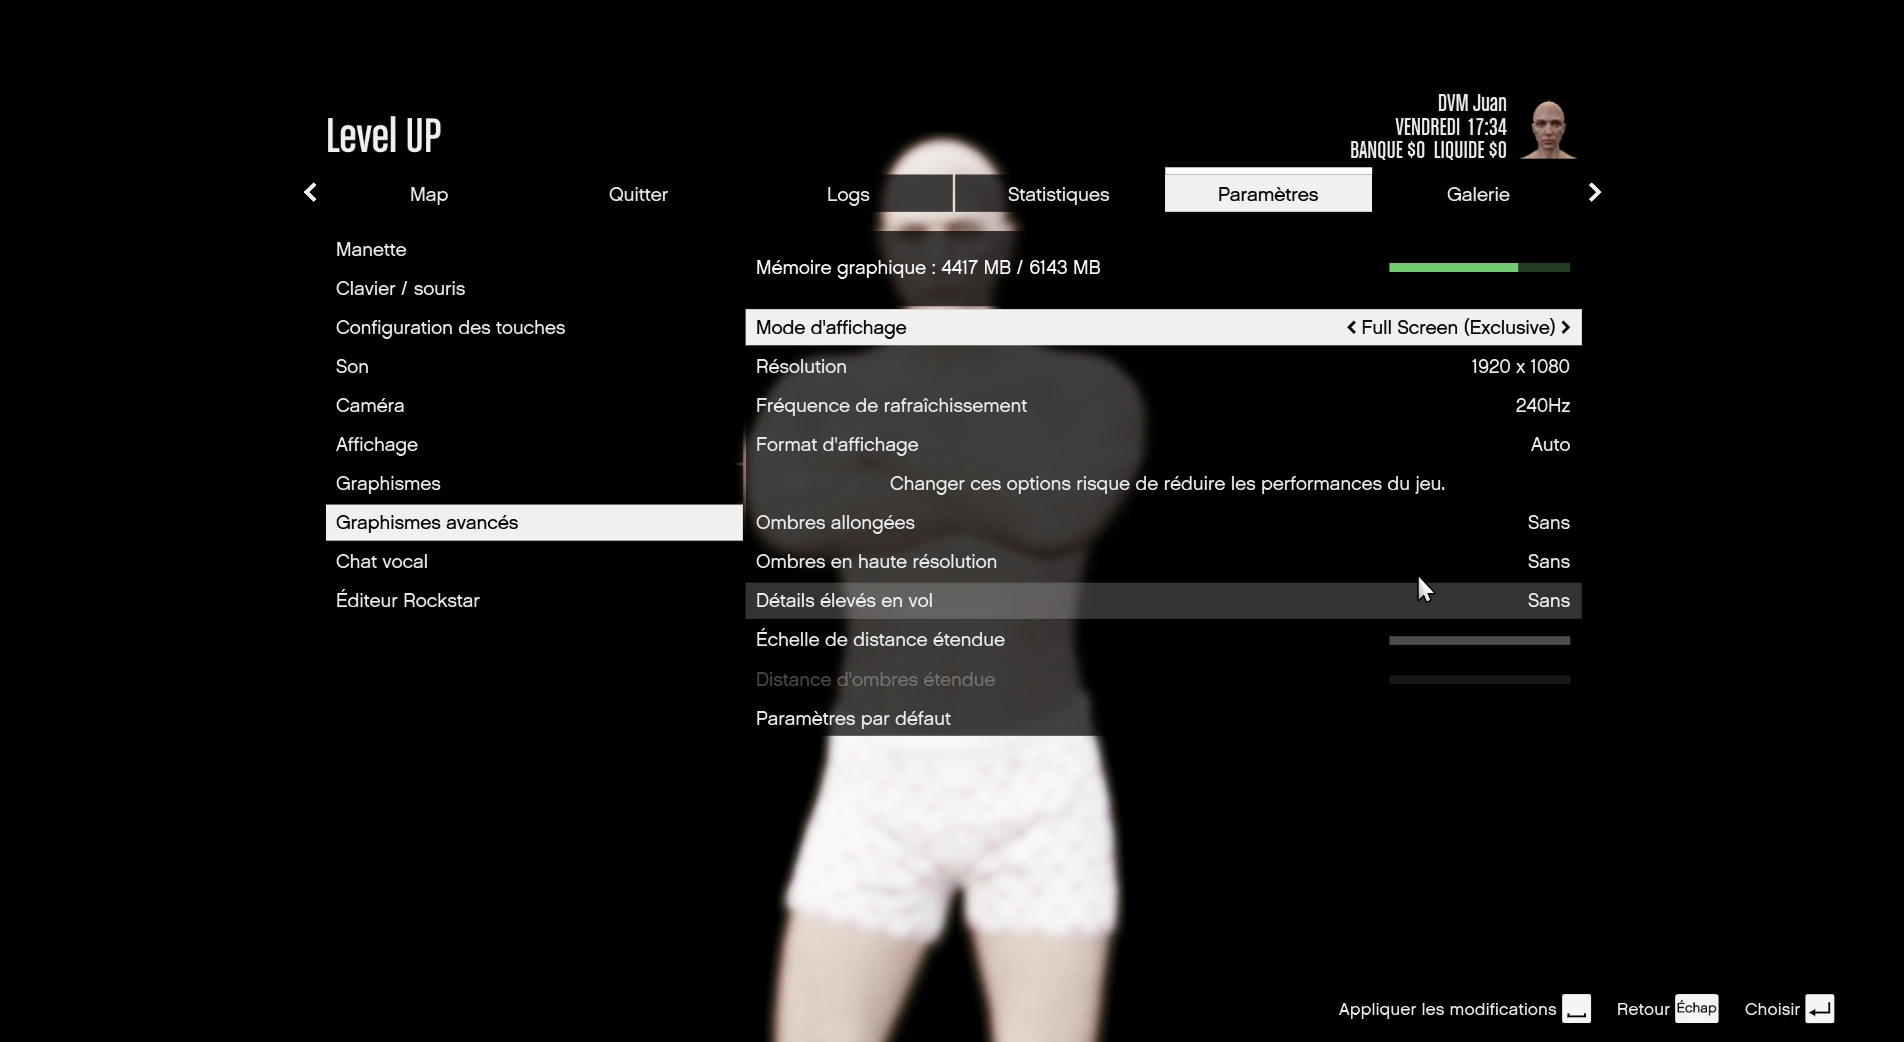 Level UP
DVM Juan
VENDREDI 17:34
BANQUE $0 LIQUIDE $0
Map Quitter Logs Statistiques Paramètres Galerie
Manette
Clavier / souris
Configuration des touches
Son
Caméra
Affichage
Graphismes
Graphismes avancés
Chat vocal
Éditeur Rockstar
Mémoire graphique : 4417 MB / 6143 MB
Mode d'affichage Full Screen (Exclusive)
Résolution 1920 x 1080
Fréquence de rafraîchissement 240Hz
Format d'affichage Auto
Changer ces options risque de réduire les performances du jeu.
Ombres allongées Sans
Ombres en haute résolution Sans
Détails élevés en vol Sans
Échelle de distance étendue
Distance d'ombres étendue
Paramètres par défaut
Appliquer les modifications Retour Échap Choisir